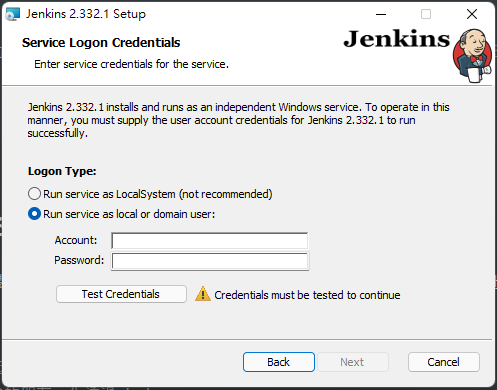 Jenkins 2.332.1 Setup
Service Logon Credentials
Jenkins
Enter service credentials for the service.
Jenkins 2.332.1 installs and runs as an independent Windows service. To operate in this
manner, you must supply the user account credentials for Jenkins 2.332.1 to run
successfully.
Logon Type:
Run service as LocalSystem (not recommended)
Run service as local or domain user:
Account:
Password:
Test Credentials
Credentials must be tested to continue
Back
Next
Cancel